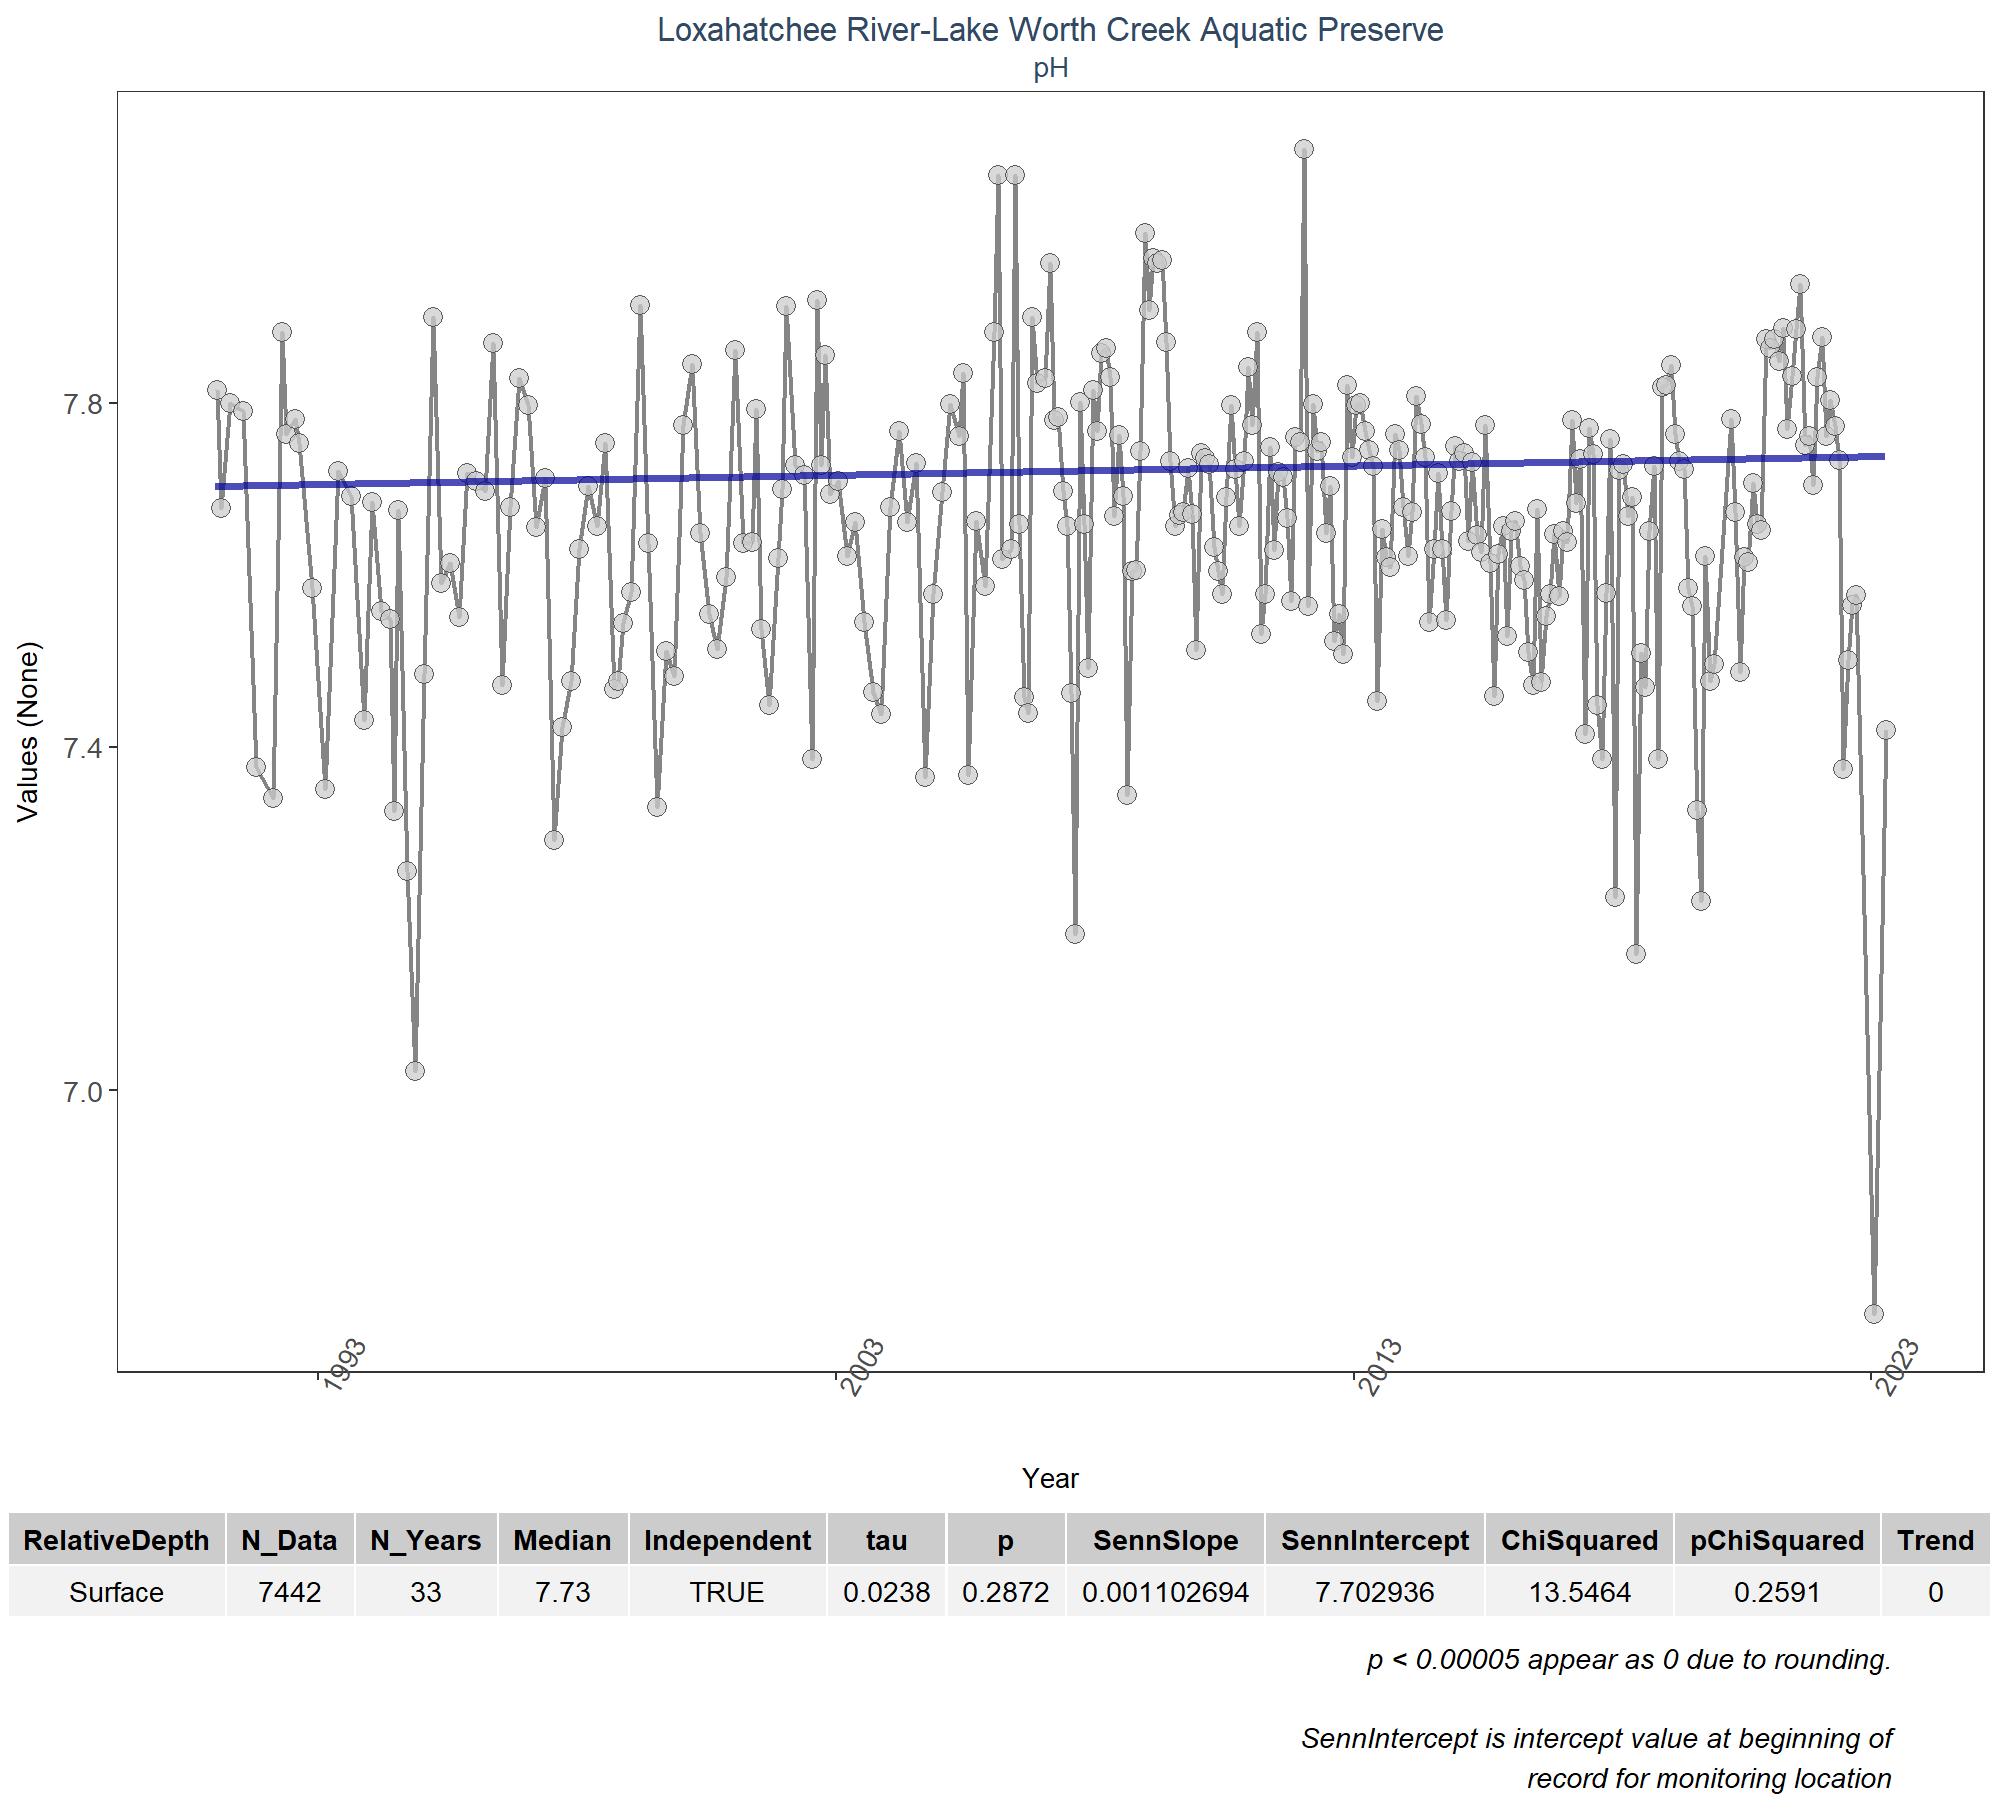 Loxahatchee River-Lake Worth Creek Aquatic Preserve
pH
7.8
7.4
7.0
Values (None)
1993
2003
2013
2023
Year
RelativeDepth N_Data N_Years Median Independent tau p SennSlope SennIntercept ChiSquared pChiSquared Trend
Surface 7442 33 7.73 TRUE 0.0238 0.2872 0.001102694 7.702936 13.5464 0.2591 0
p < 0.00005 appear as 0 due to rounding.
SennIntercept is intercept value at beginning of
record for monitoring location